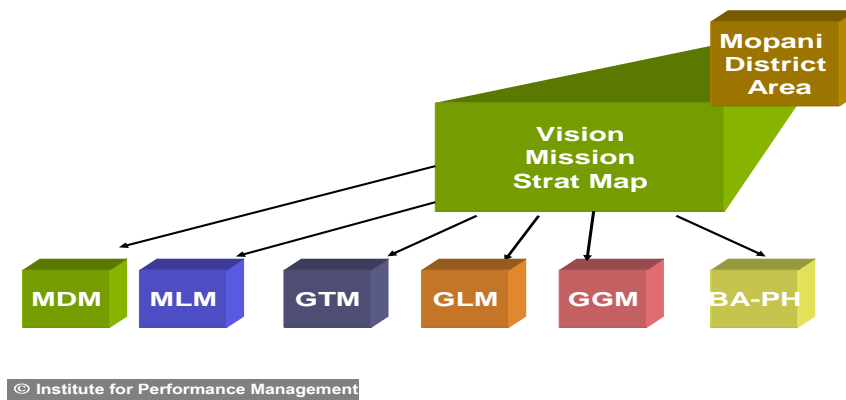 Mopani
District
Area
Vision
Mission
Strat Map
MDM
MLM
GTM
GLM
GGM
BA-PH
© Institute for Performance Management